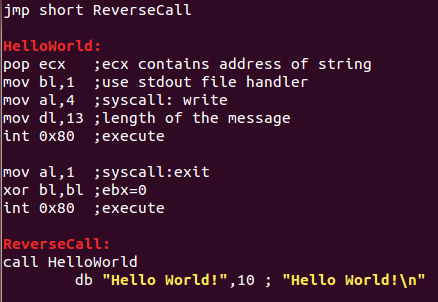 jmp short ReverseCall
HelloWorld:
pop ecx ;ecx contains address of string
mov bl,1 ;use stdout file handler
mov al,4 ;syscall: write
mov dl,13 ;length of the message
int 0x80 ;execute
mov al,1 ;syscall:exit
xor bl,bl ;ebx=0
int 0x80 ;execute
ReverseCall:
call HelloWorld
db "Hello World!",10 ; "Hello World!\n"